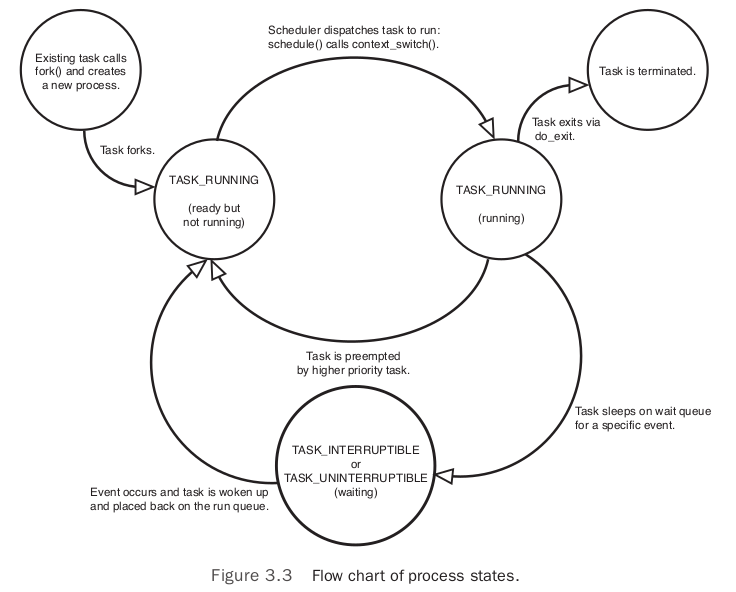 Scheduler dispatches task to run:
schedule() calls context_switch().
Existing task calls
fork() and creates
a new process.
Task is terminated.
Task exits via
do_exit.
Task forks.
TASK_RUNNING
(ready but
not running)
TASK_RUNNING
(running)
Task is preempted
by higher priority task.
Task sleeps on wait queue
for a specific event.
TASK_INTERRUPTIBLE
or
TASK_UNINTERRUPTIBLE
(waiting)
Event occurs and task is woken up
and placed back on the run queue.
Figure 3.3 Flow chart of process states.